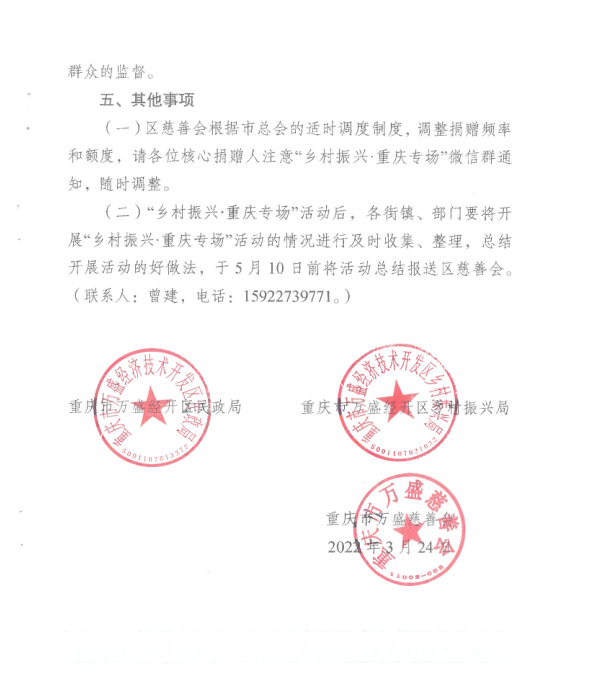 群众的监督。
五、其他事项
（一）区慈善会根据市总会的适时调度制度，调整捐赠频率
和额度，请各位核心捐赠人注意“乡村振兴·重庆专场”微信群通
知，随时调整。
（二）“乡村振兴·重庆专场”活动后，各街镇、部门要将开
展“乡村振兴·重庆专场”活动的情况进行及时收集、整理，总结
开展活动的好做法，于 5 月 10 日前将活动总结报送区慈善会。
（联系人：曾建，电话：15922739771。）
重庆市万盛经济技术开发区民政局
5001107013372
重庆市万盛经开区民政局
重庆市万盛经济技术开发区乡村振兴局
5001107021032
重庆市万盛经开区乡村振兴局
重庆市万盛慈善会
重庆市万盛慈善会
2022 年 3 月 24 日